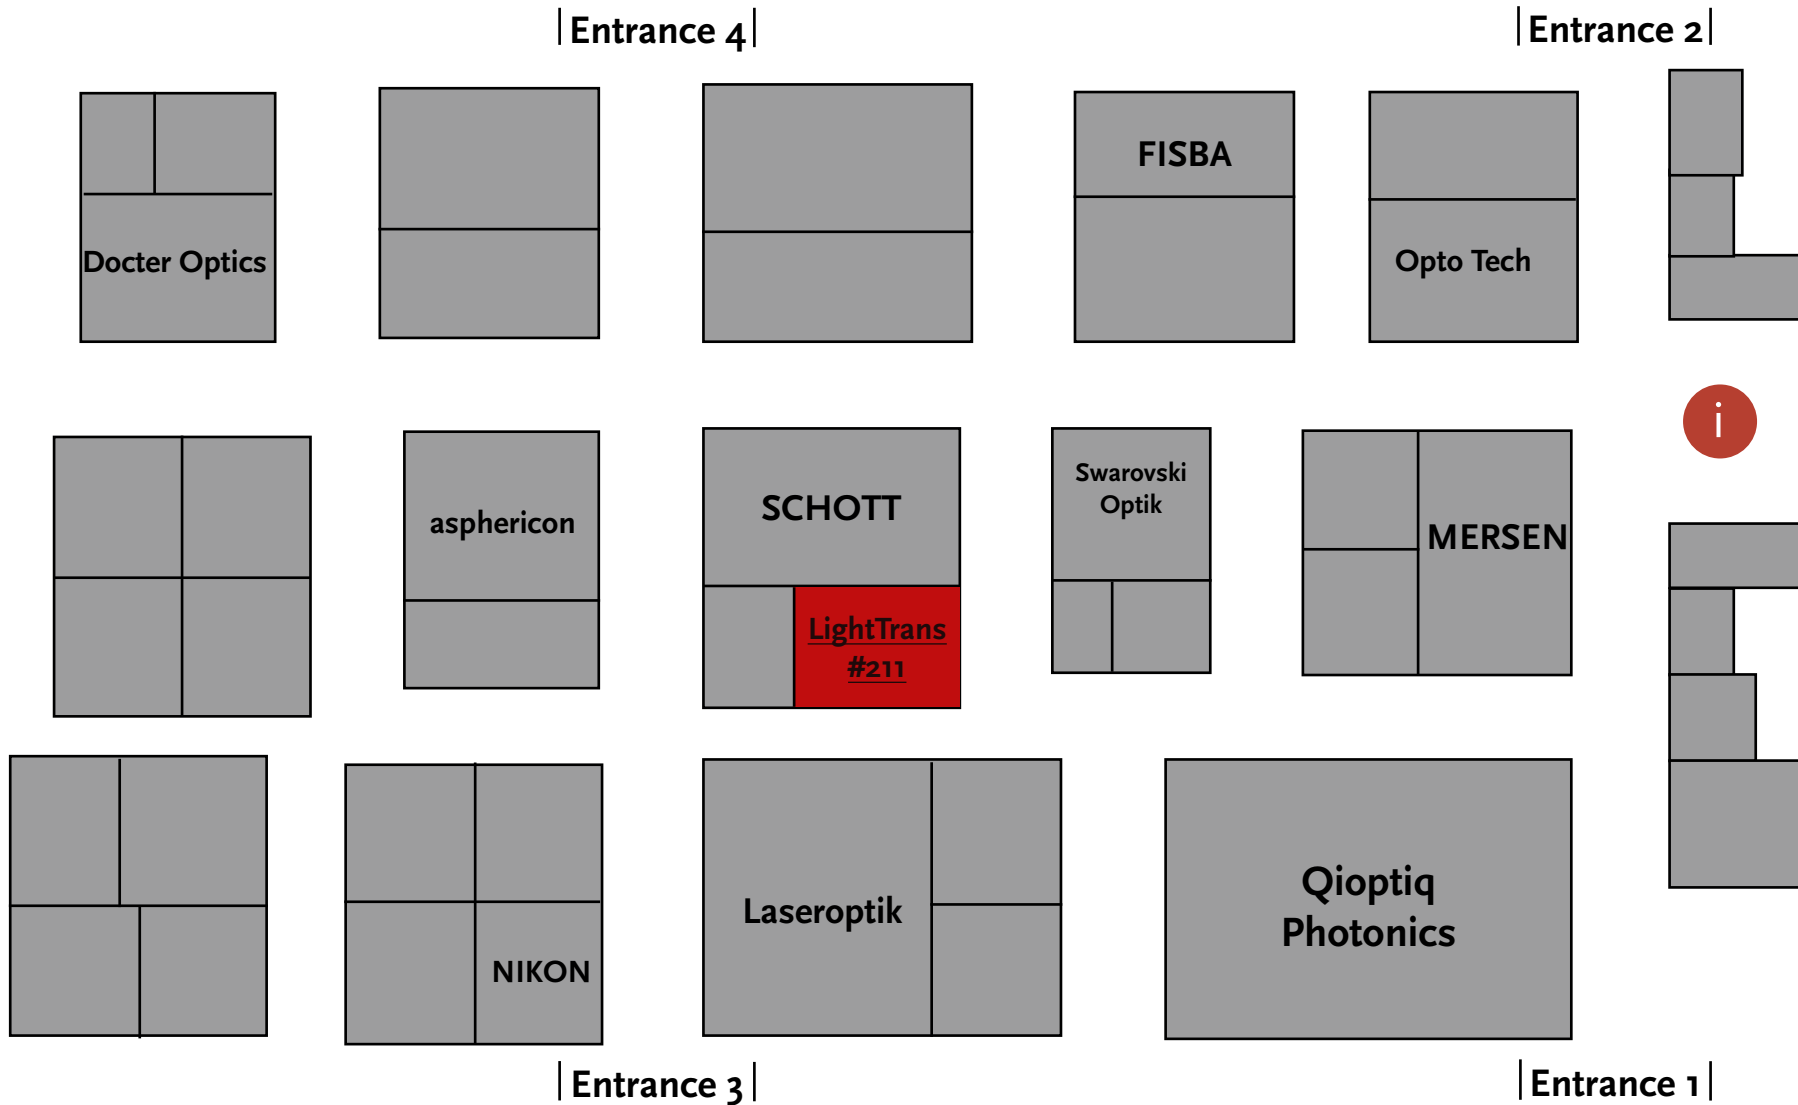 |Entrance 4|
|Entrance 2|
FISBA
Docter Optics
Opto Tech
i
Swarovski
Optik
SCHOTT
asphericon
MERSEN
LightTrans
#211
Qioptiq
Photonics
Laseroptik
NIKON
|Entrance 3|
|Entrance 1|